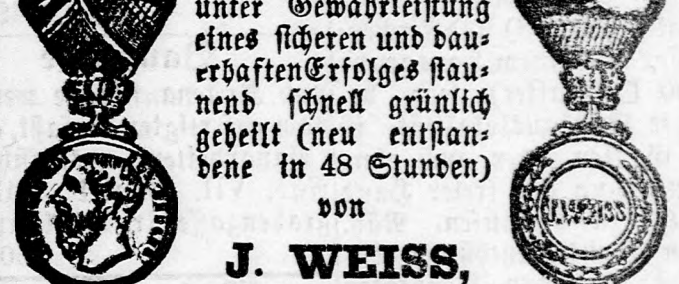 unter Gewährleistung
eines sicheren und dau=
erhaften Erfolges stau=
nend schnell grünlich
geheilt (neu entstan=
dene in 48 Stunden)
von
J. WEISS,
J.WEISS